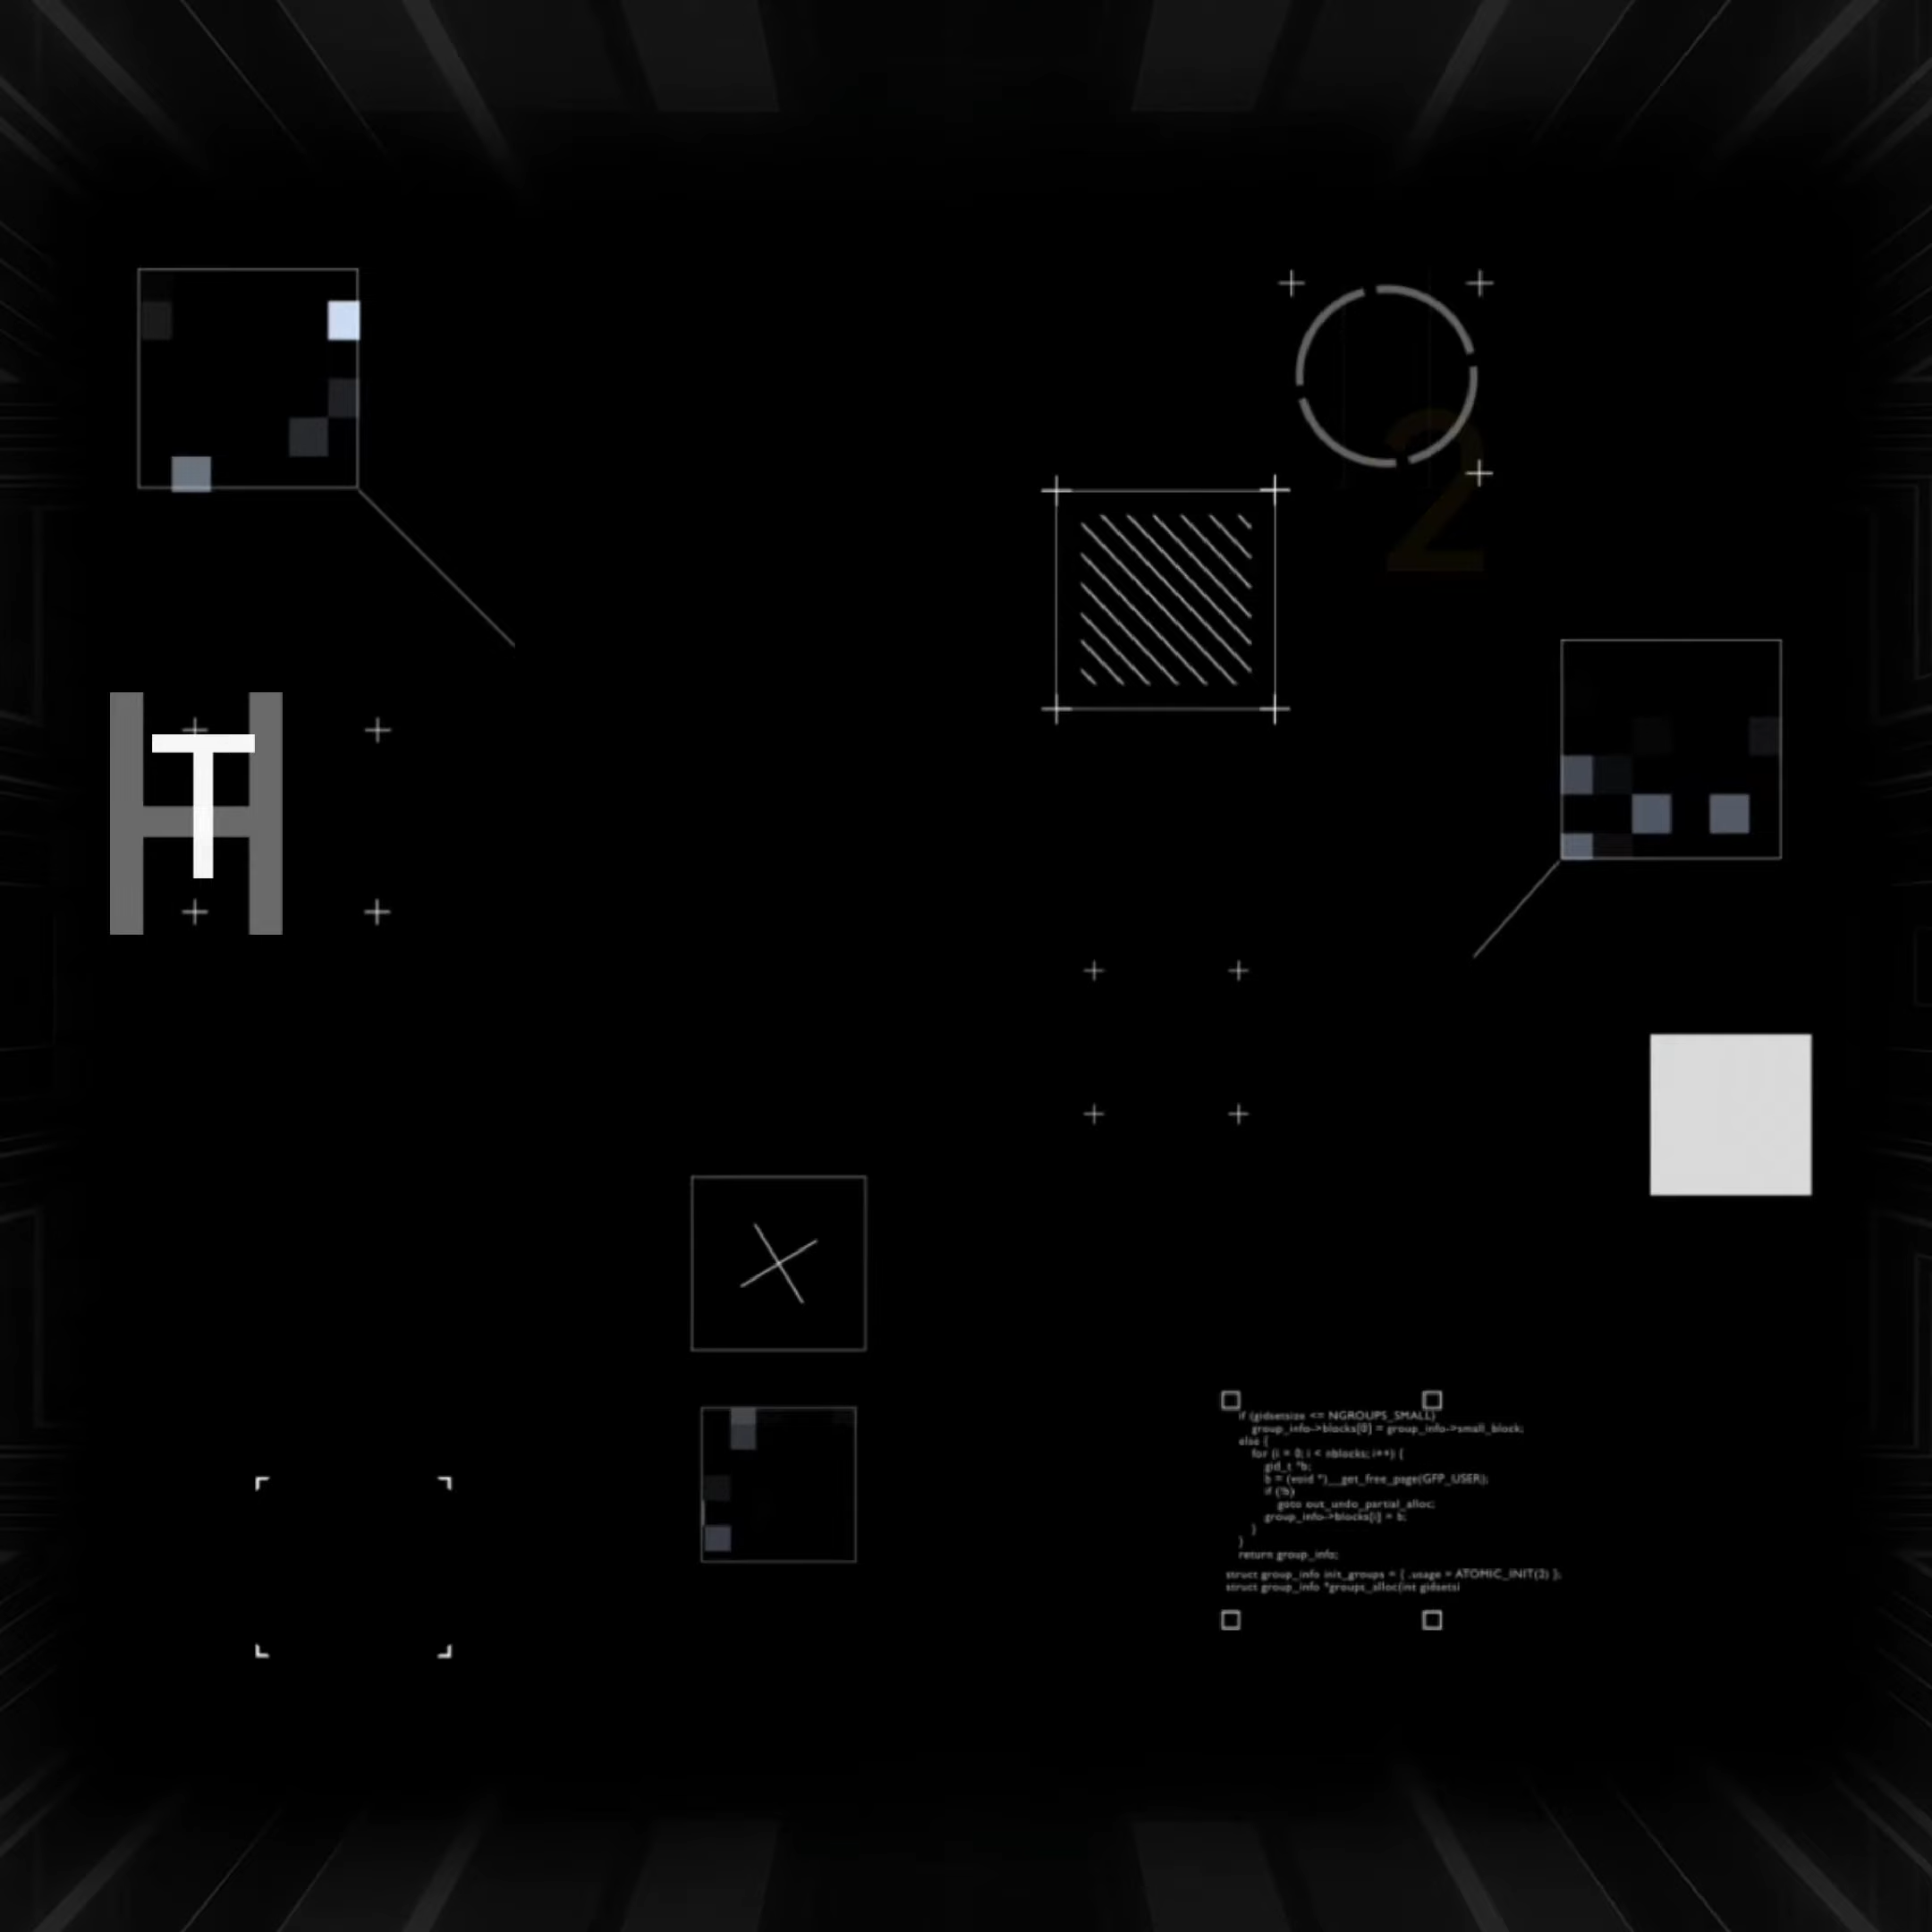 2
H
T
if (gidsetsize <= NGROUPS_SMALL)
group_info->blocks[0] = group_info->small_block;
else {
for (i = 0; i < nblocks; i++) {
gid_t *b;
b = (void *)__get_free_page(GFP_USER);
if (!b)
goto out_undo_partial_alloc;
group_info->blocks[i] = b;
}
}
return group_info;
struct group_info init_groups = { .usage = ATOMIC_INIT(2) };
struct group_info *groups_alloc(int gidsetsi